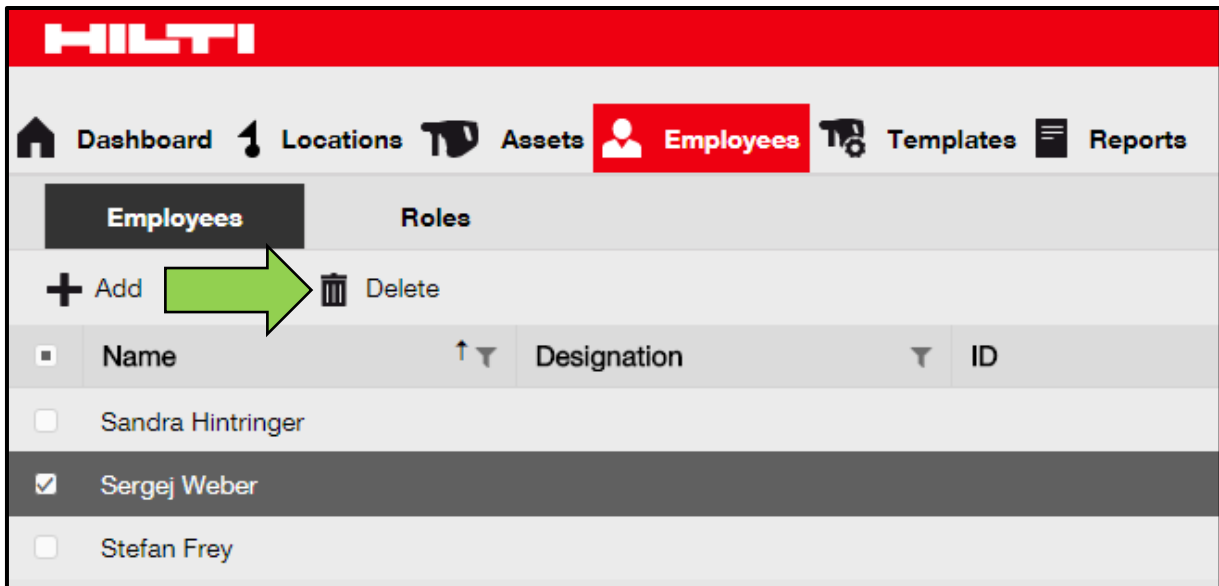 HILTI
Dashboard Locations Assets Employees Templates Reports
Employees Roles
Add Delete
Name Designation ID
Sandra Hintringer
Sergej Weber
Stefan Frey